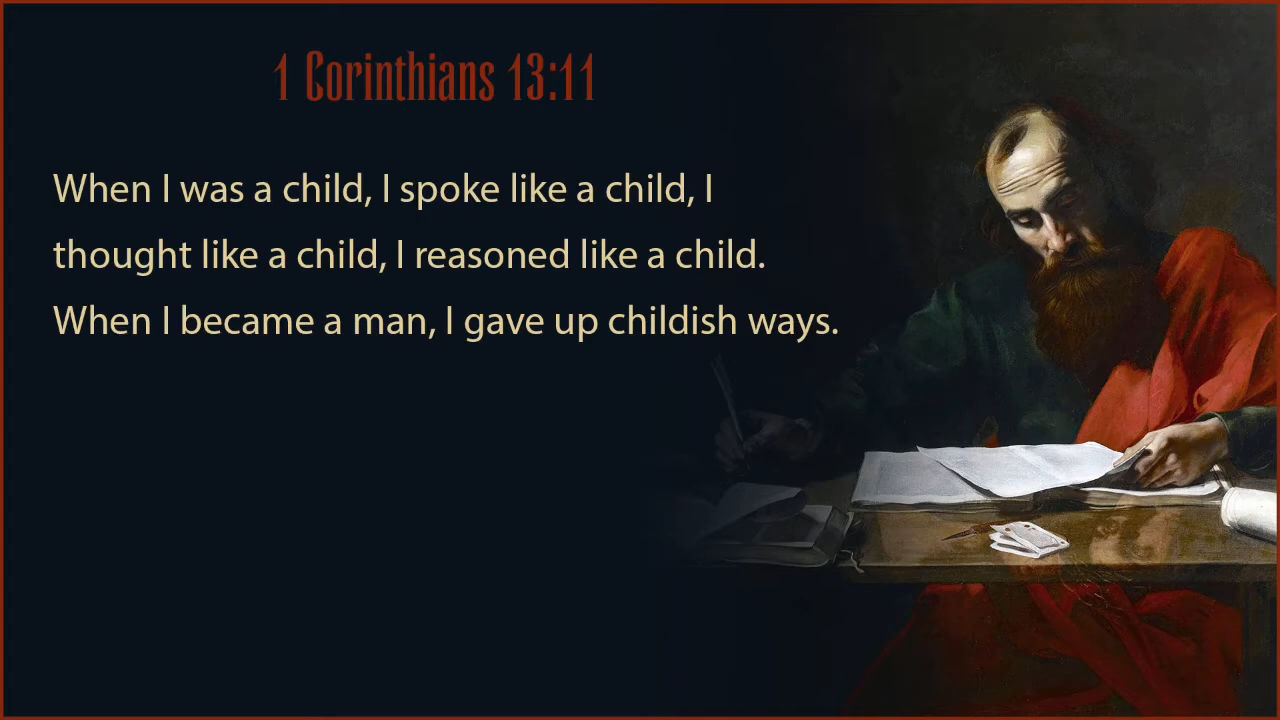 1 Corinthians 13:11
When I was a child, I spoke like a child, I
thought like a child, I reasoned like a child.
When I became a man, I gave up childish ways.